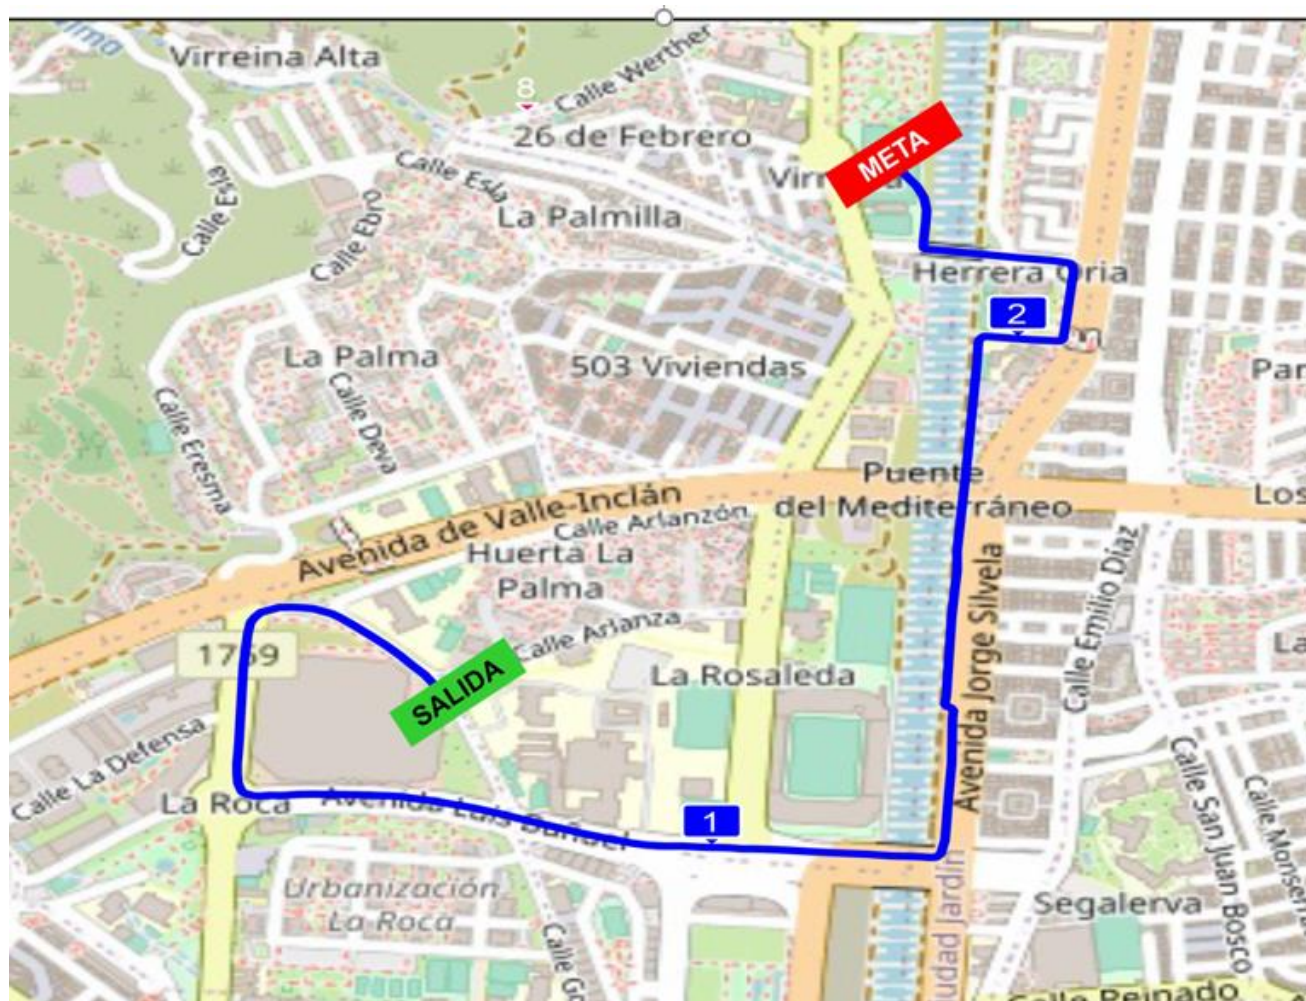 Virreina Alta
Calle Werther
8
26 de Febrero
META
Calle Esla
Calle Esla
Calle Ebro
La Palmilla
Herrera Oria
2
La Palma
503 Viviendas
Calle Deva
Calle Eresma
Puente
del Mediterráneo
Avenida de Valle-Inclán
Calle Arlanzón
Huerta La
Palma
Calle Arlanza
SALIDA
La Rosaleda
Avenida Jorge Silvela
Calle Emilio Díaz
Calle La Defensa
La Roca
Avenida Luis Buñuel
1
Calle San Juan Bosco
Urbanización
La Roca
Segalerva